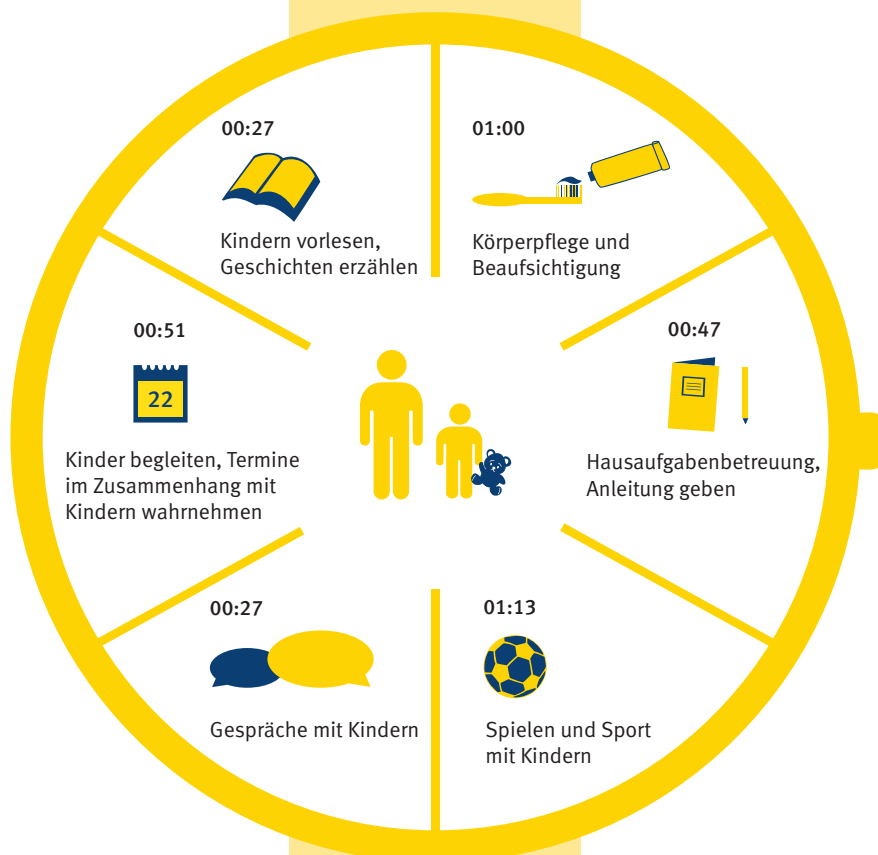 00:27
Kindern vorlesen,
Geschichten erzählen
01:00
Körperpflege und
Beaufsichtigung
00:51
22
Kinder begleiten, Termine
im Zusammenhang mit
Kindern wahrnehmen
00:47
Hausaufgabenbetreuung,
Anleitung geben
00:27
Gespräche mit Kindern
01:13
Spielen und Sport
mit Kindern